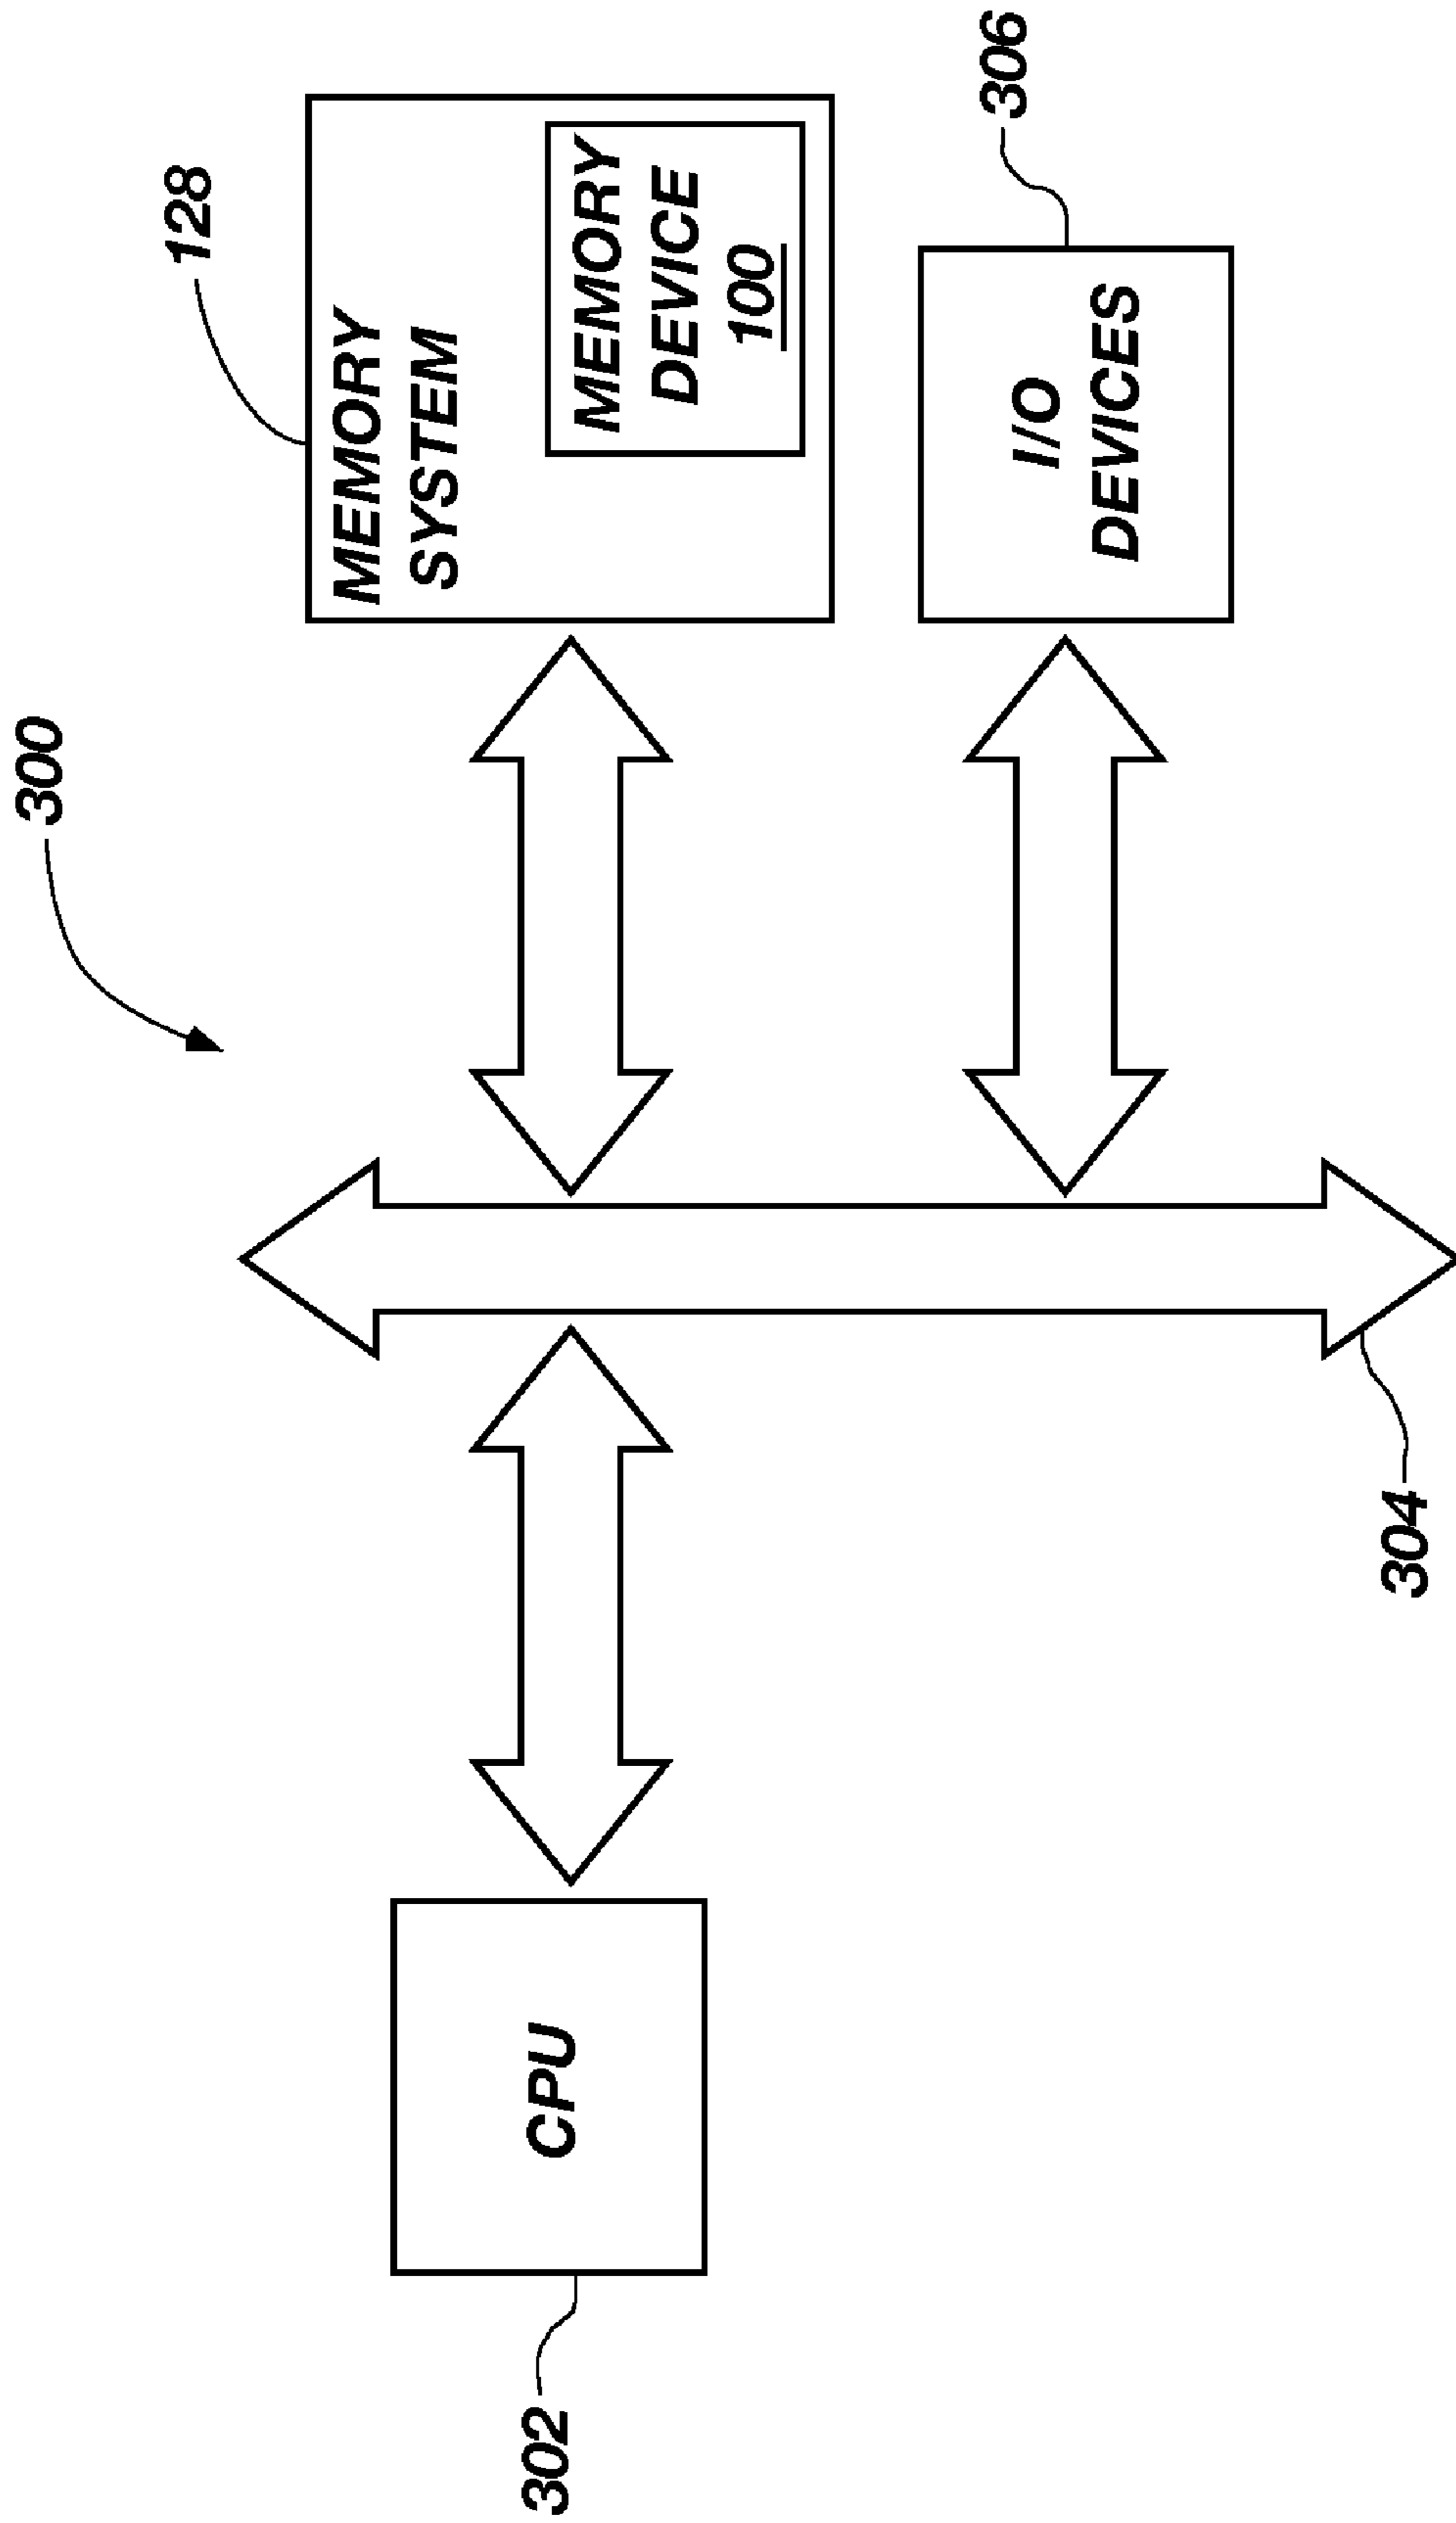 300
128
MEMORY
SYSTEM
MEMORY
DEVICE
100
CPU
302
I/O
DEVICES
306
304